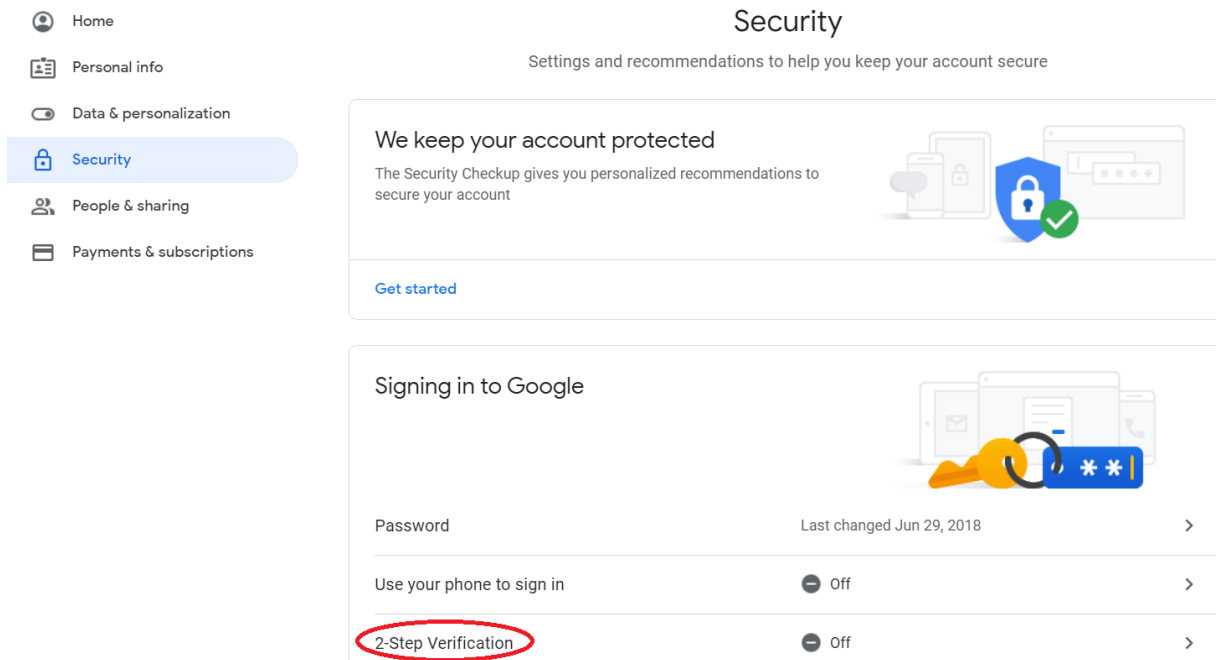 Home
Personal info
Data & personalization
Security
People & sharing
Payments & subscriptions
Security
Settings and recommendations to help you keep your account secure
We keep your account protected
The Security Checkup gives you personalized recommendations to
secure your account
* * * *
Get started
Signing in to Google
* *
Password Last changed Jun 29, 2018
Use your phone to sign in Off
2-Step Verification Off